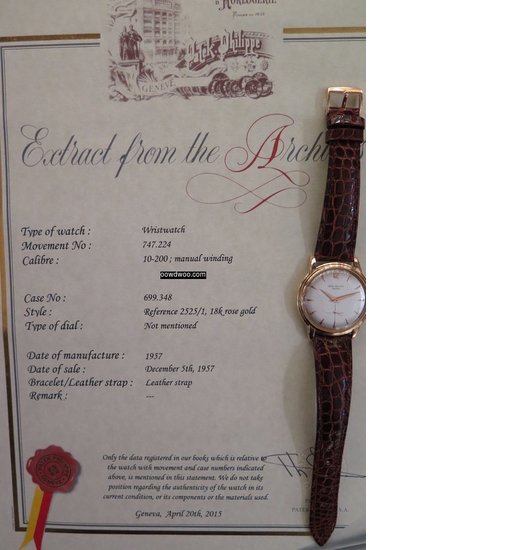 D'HORLOGERIE
Patek Philippe
GENÈVE
Extract from the Archives
Type of watch : Wristwatch
Movement No : 747.224
Calibre : 10-200 ; manual winding
oowdwoo.com
Case No : 699.348
Style : Reference 2525/1, 18k rose gold
Type of dial : Not mentioned
Date of manufacture : 1957
Date of sale : December 5th, 1957
Bracelet/Leather strap : Leather strap
Remark : ---
Only the data registered in our books which is relative to
the watch with movement and case numbers indicated
above, is mentioned in this statement. We do not take
position regarding the authenticity of the watch in its
current condition, or its components or the materials used.
Geneva, April 20th, 2015